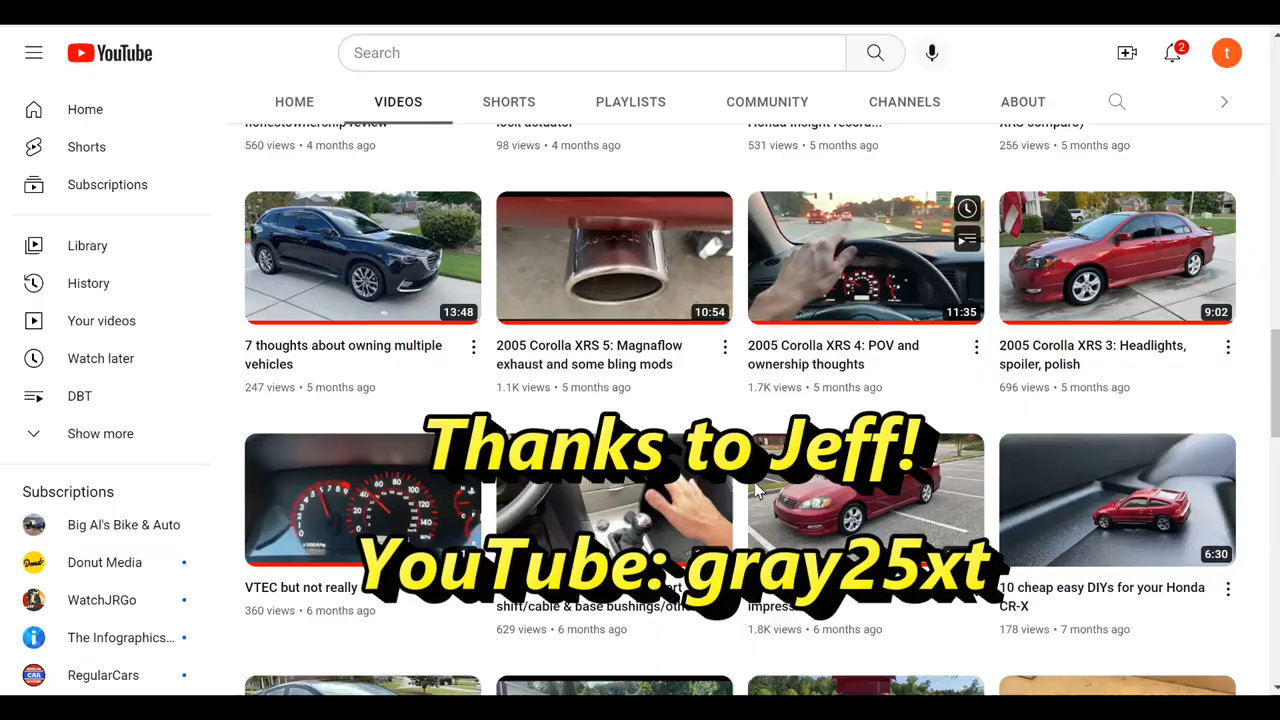 YouTube
Search
2
t
HOME
VIDEOS
SHORTS
PLAYLISTS
COMMUNITY
CHANNELS
ABOUT
Home
Shorts
Subscriptions
Library
History
Your videos
Watch later
DBT
Show more
Subscriptions
Big Al's Bike & Auto
Donut Media
WatchJRGo
The Infographics...
RegularCars
560 views • 4 months ago
98 views • 4 months ago
Honda Insight record...
531 views • 5 months ago
256 views • 5 months ago
13:48
7 thoughts about owning multiple
vehicles
247 views • 5 months ago
10:54
2005 Corolla XRS 5: Magnaflow
exhaust and some bling mods
1.1K views • 5 months ago
11:35
2005 Corolla XRS 4: POV and
ownership thoughts
1.7K views • 5 months ago
9:02
2005 Corolla XRS 3: Headlights,
spoiler, polish
696 views • 5 months ago
Thanks to Jeff!
YouTube: gray25xt
VTEC but not really
360 views • 6 months ago
shift/cable & base bushings/
629 views • 6 months ago
1.8K views • 6 months ago
6:30
10 cheap easy DIYs for your Honda
CR-X
178 views • 7 months ago